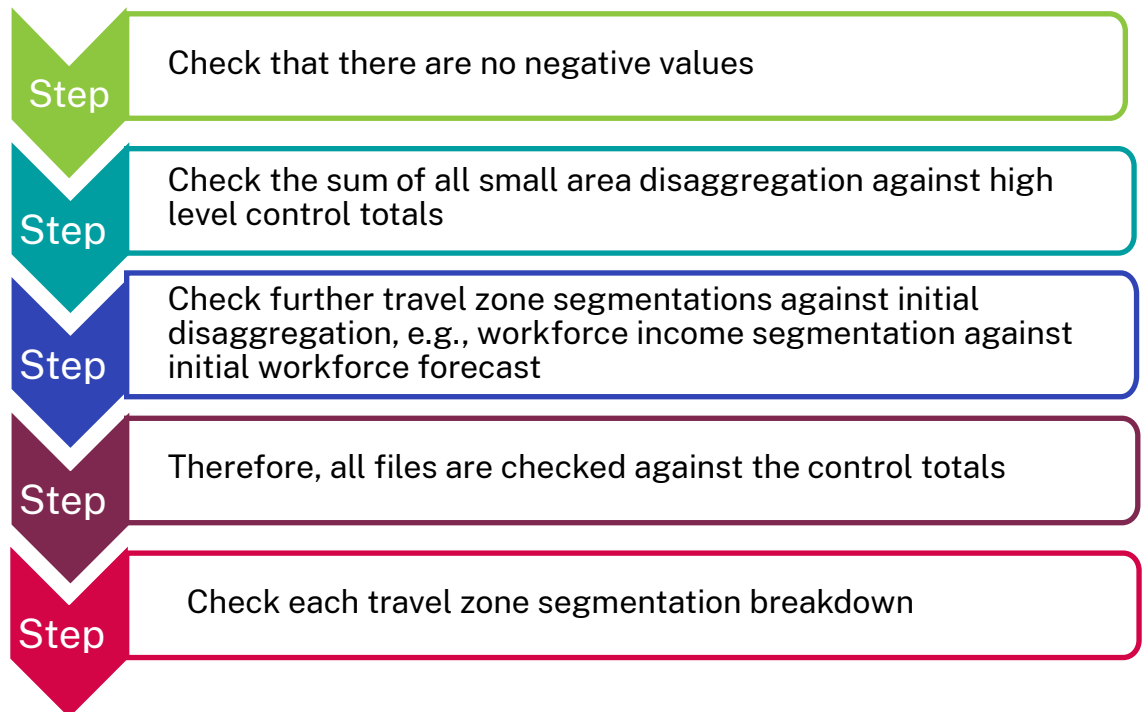 Step
Check that there are no negative values
Step
Check the sum of all small area disaggregation against high
level control totals
Step
Check further travel zone segmentations against initial
disaggregation, e.g., workforce income segmentation against
initial workforce forecast
Step
Therefore, all files are checked against the control totals
Step
Check each travel zone segmentation breakdown